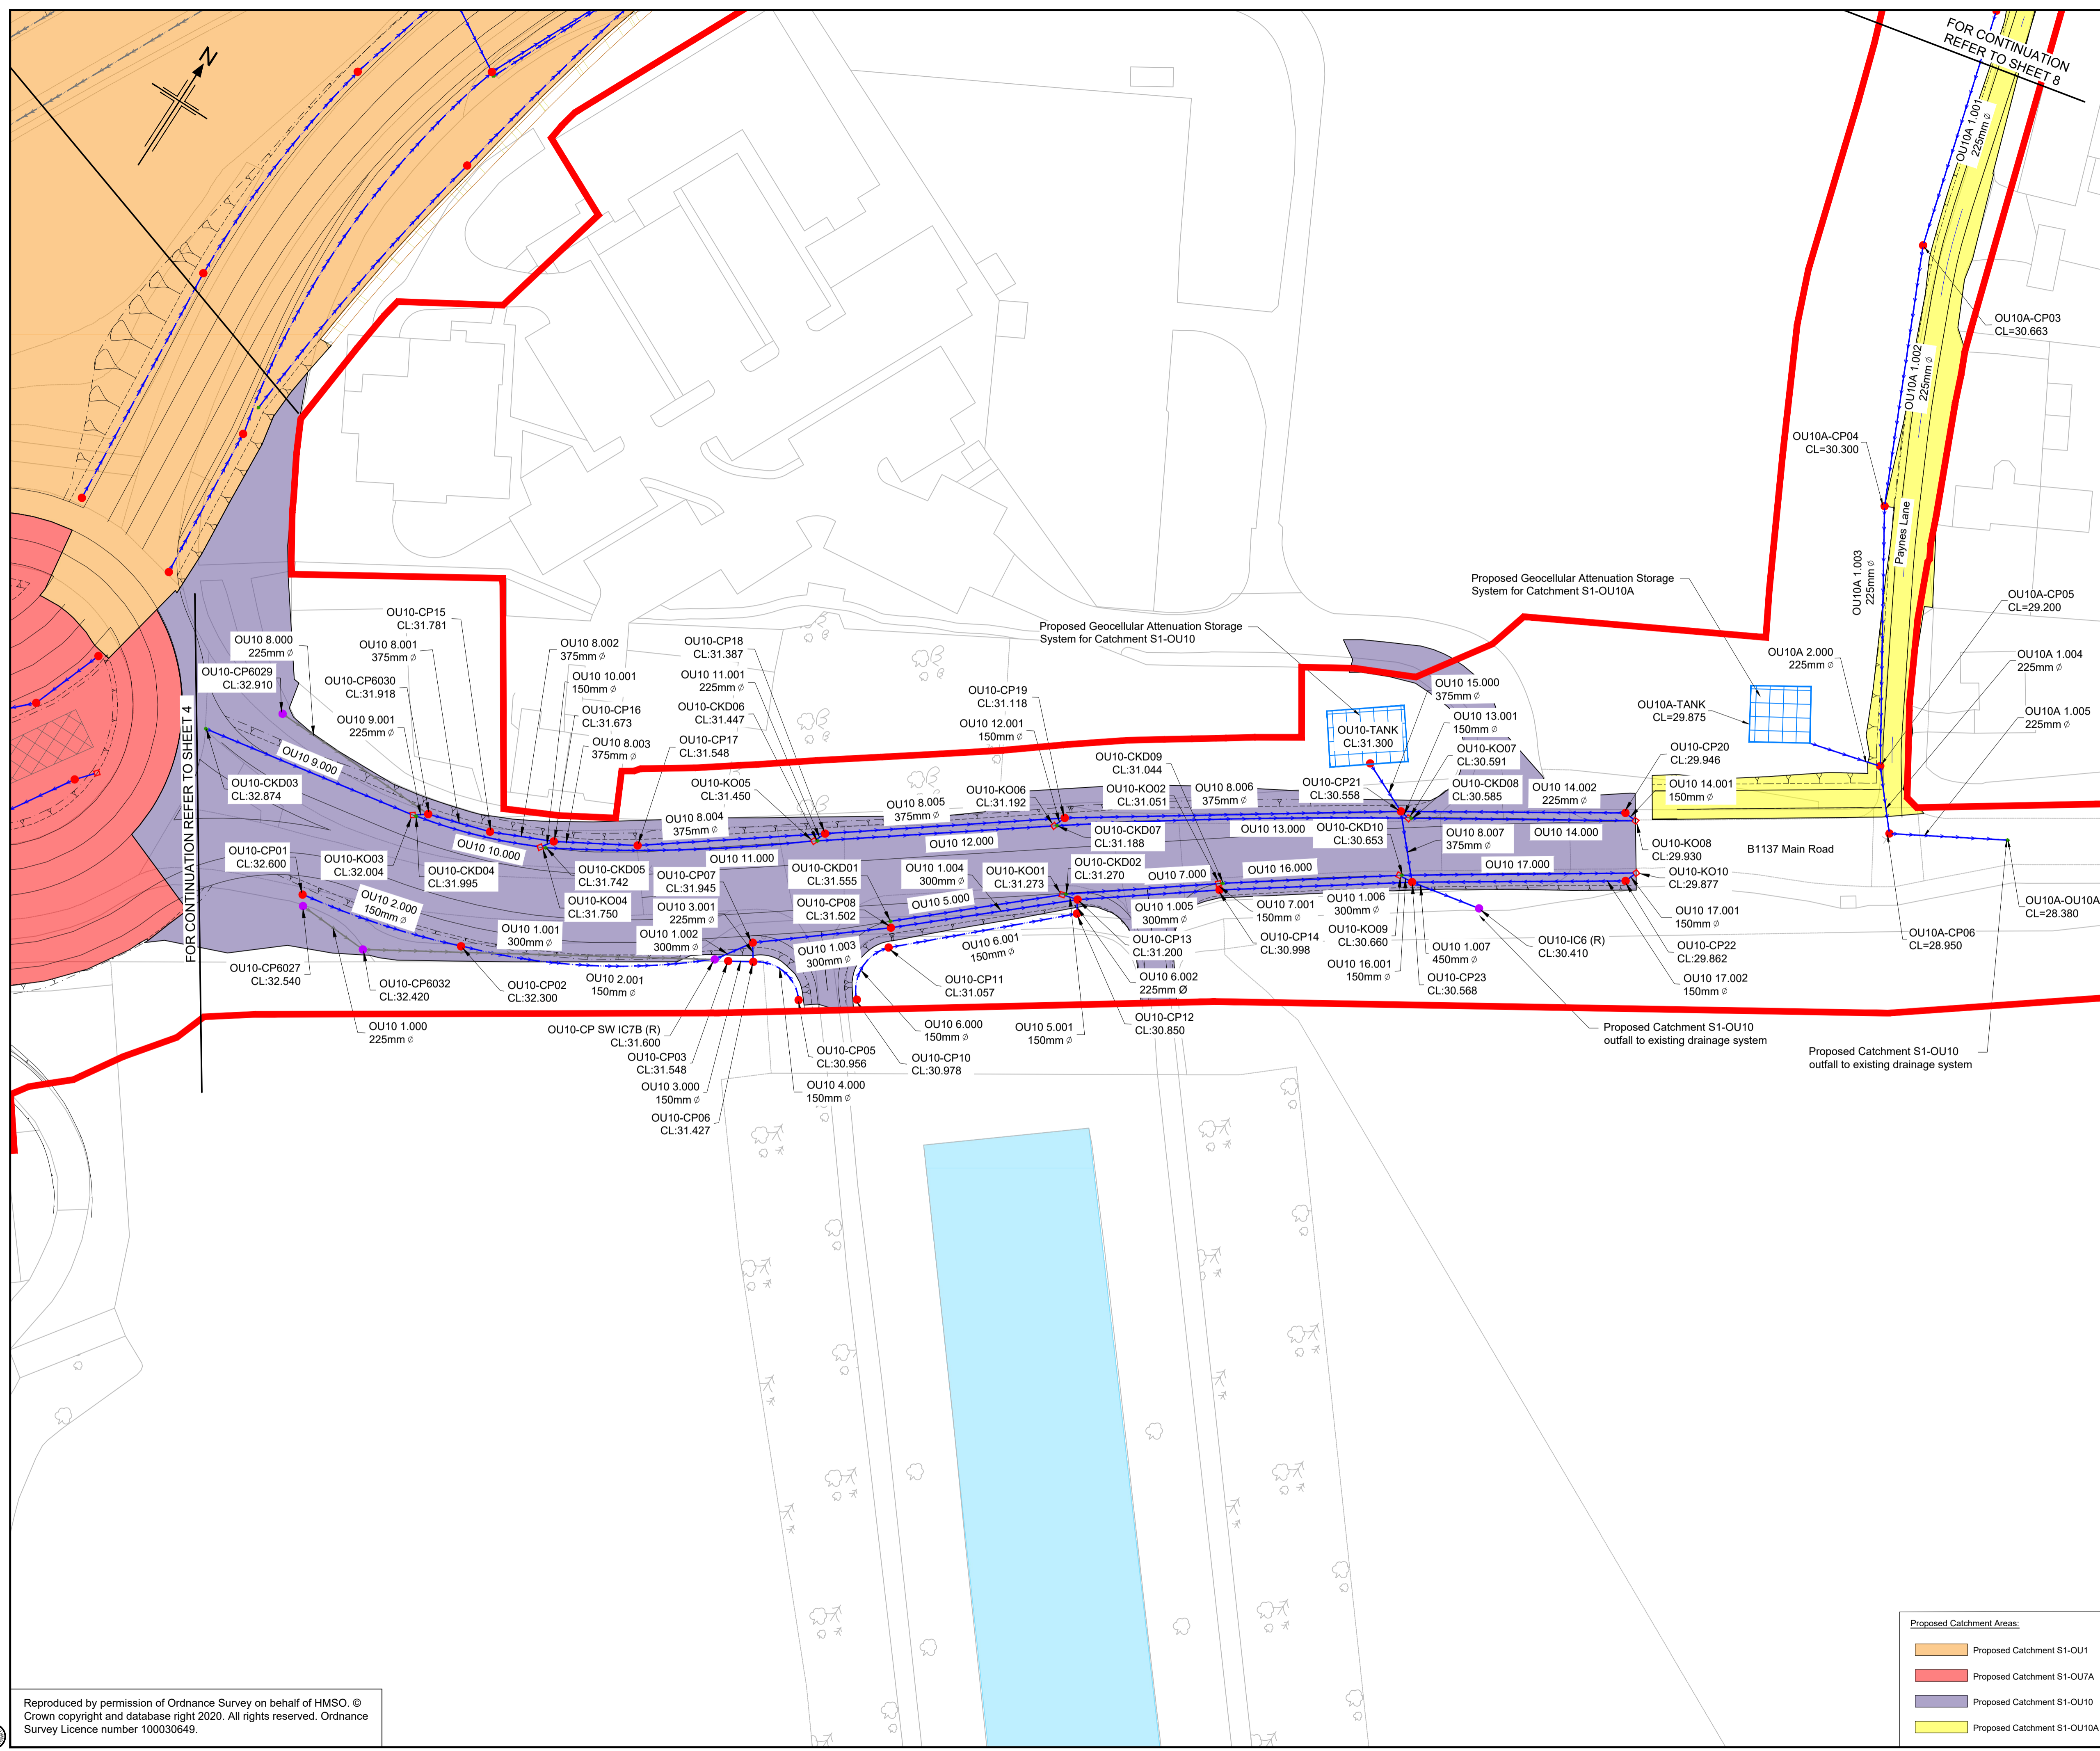 N
FOR CONTINUATION
REFER TO SHEET 8
OU10A 1.001
225mm Ø
OU10A-CP03
CL=30.663
OU10A 1.002
225mm Ø
OU10A-CP04
CL=30.300
Paynes Lane
OU10A 1.003
225mm Ø
Proposed Geocellular Attenuation Storage
System for Catchment S1-OU10A
OU10A-CP05
CL=29.200
OU10-CP15
CL:31.781
Proposed Geocellular Attenuation Storage
System for Catchment S1-OU10
OU10 8.000
225mm Ø
OU10 8.001
375mm Ø
OU10 8.002
375mm Ø
OU10-CP18
CL:31.387
OU10A 2.000
225mm Ø
OU10A 1.004
225mm Ø
OU10-CP6029
CL:32.910
OU10-CP6030
CL:31.918
OU10 10.001
150mm Ø
OU10 11.001
225mm Ø
OU10-CP19
CL:31.118
OU10 15.000
375mm Ø
OU10A-TANK
CL=29.875
OU10A 1.005
225mm Ø
OU10 9.001
225mm Ø
OU10-CP16
CL:31.673
OU10-CKD06
CL:31.447
OU10 12.001
150mm Ø
OU10 13.001
150mm Ø
OU10-TANK
CL:31.300
FOR CONTINUATION REFER TO SHEET 4
OU10 9.000
OU10 8.003
375mm Ø
OU10-CP17
CL:31.548
OU10-CKD09
CL:31.044
OU10-KO07
CL:30.591
OU10-CP20
CL:29.946
OU10-CKD03
CL:32.874
OU10-KO05
CL:31.450
OU10-KO06
CL:31.192
OU10-KO02
CL:31.051
OU10 8.006
375mm Ø
OU10-CP21
CL:30.558
OU10-CKD08
CL:30.585
OU10 14.002
225mm Ø
OU10 14.001
150mm Ø
OU10 8.004
375mm Ø
OU10 8.005
375mm Ø
OU10 10.000
OU10 11.000
OU10 12.000
OU10-CKD07
CL:31.188
OU10 13.000
OU10-CKD10
CL:30.653
OU10 8.007
375mm Ø
OU10 14.000
OU10-KO08
CL:29.930
B1137 Main Road
OU10-CP01
CL:32.600
OU10-KO03
CL:32.004
OU10-CKD04
CL:31.995
OU10-CKD05
CL:31.742
OU10-KO04
CL:31.750
OU10-CP07
CL:31.945
OU10-CKD01
CL:31.555
OU10 1.004
300mm Ø
OU10-KO01
CL:31.273
OU10-CKD02
CL:31.270
OU10 7.000
OU10 16.000
OU10 17.000
OU10-KO10
CL:29.877
OU10 2.000
150mm Ø
OU10 3.001
225mm Ø
OU10-CP08
CL:31.502
OU10 5.000
OU10 1.005
300mm Ø
OU10 7.001
150mm Ø
OU10 1.006
300mm Ø
OU10 17.001
150mm Ø
OU10A-OU10A
CL=28.380
OU10 1.001
300mm Ø
OU10 1.002
300mm Ø
OU10 1.003
300mm Ø
OU10 6.001
150mm Ø
OU10-CP13
CL:31.200
OU10-CP14
CL:30.998
OU10-KO09
CL:30.660
OU10 1.007
450mm Ø
OU10-IC6 (R)
CL:30.410
OU10-CP22
CL:29.862
OU10A-CP06
CL=28.950
OU10-CP6027
CL:32.540
OU10-CP6032
CL:32.420
OU10-CP02
CL:32.300
OU10 2.001
150mm Ø
OU10-CP11
CL:31.057
OU10 6.002
225mm Ø
OU10 16.001
150mm Ø
OU10-CP23
CL:30.568
OU10 17.002
150mm Ø
OU10 1.000
225mm Ø
OU10-CP SW IC7B (R)
CL:31.600
OU10 6.000
150mm Ø
OU10 5.001
150mm Ø
OU10-CP12
CL:30.850
Proposed Catchment S1-OU10
outfall to existing drainage system
Proposed Catchment S1-OU10
outfall to existing drainage system
OU10-CP03
CL:31.548
OU10-CP05
CL:30.956
OU10-CP10
CL:30.978
OU10 3.000
150mm Ø
OU10 4.000
150mm Ø
OU10-CP06
CL:31.427
Proposed Catchment Areas:
Proposed Catchment S1-OU1
Proposed Catchment S1-OU7A
Proposed Catchment S1-OU10
Proposed Catchment S1-OU10A
Reproduced by permission of Ordnance Survey on behalf of HMSO. ©
Crown copyright and database right 2020. All rights reserved. Ordnance
Survey Licence number 100030649.